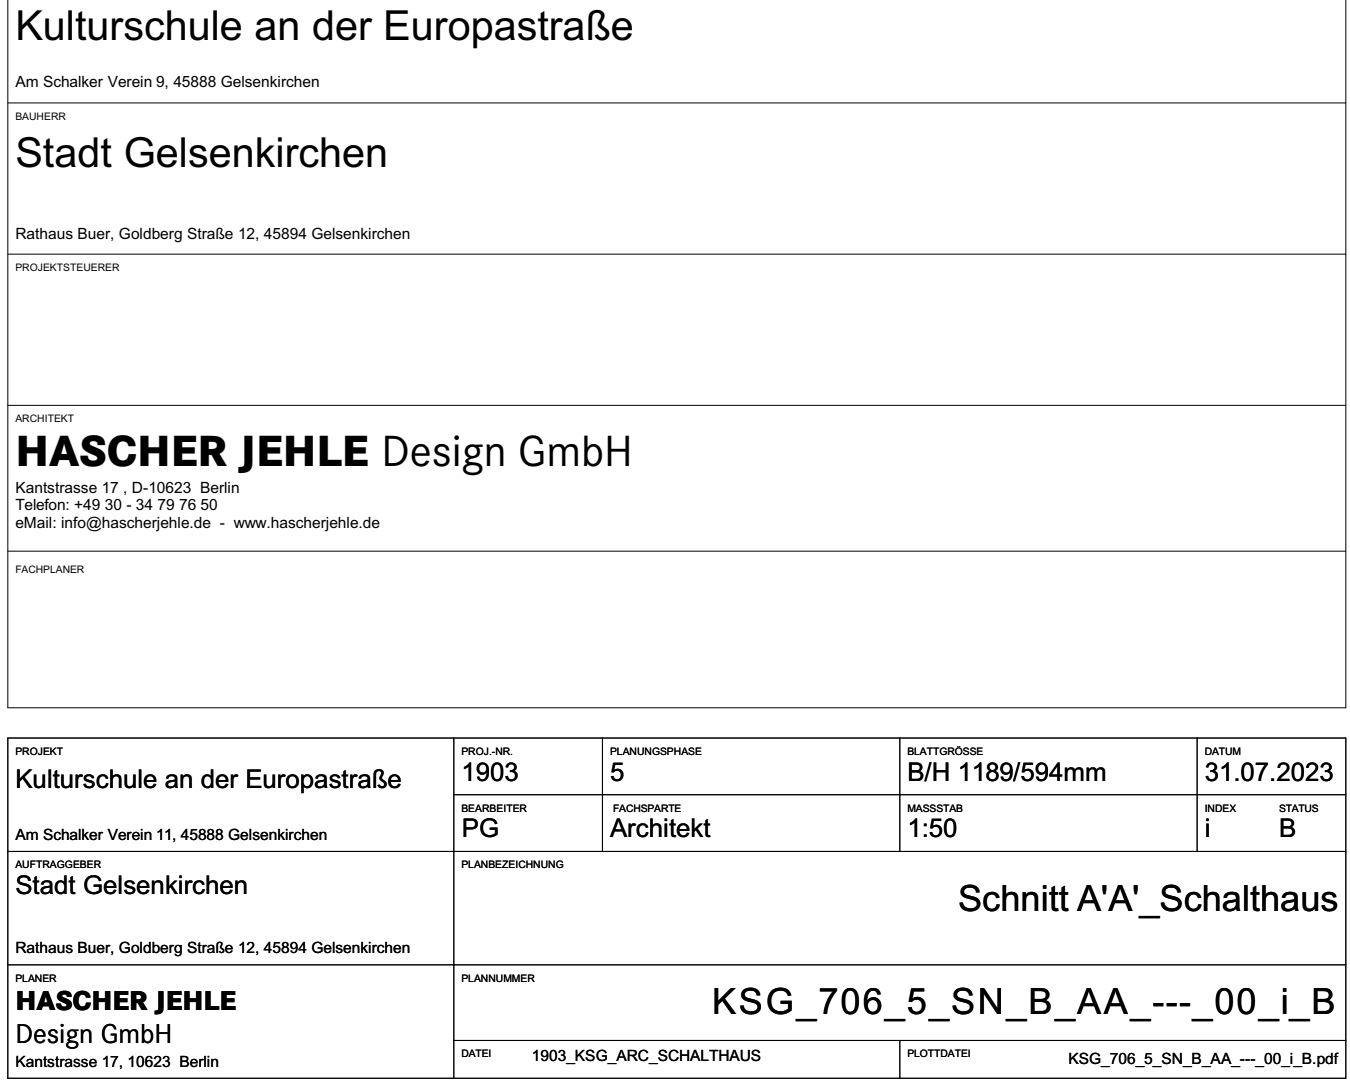 Kulturschule an der Europastraße
Am Schalker Verein 9, 45888 Gelsenkirchen
BAUHERR
Stadt Gelsenkirchen
Rathaus Buer, Goldberg Straße 12, 45894 Gelsenkirchen
PROJEKTSTEUERER
ARCHITEKT
HASCHER JEHLE Design GmbH
Kantstrasse 17 , D-10623  Berlin
Telefon: +49 30 - 34 79 76 50
eMail: info@hascherjehle.de  -  www.hascherjehle.de
FACHPLANER
PROJEKT
Kulturschule an der Europastraße
Am Schalker Verein 11, 45888 Gelsenkirchen
PROJ.-NR.
1903
PLANUNGSPHASE
5
BLATTGRÖSSE
B/H 1189/594mm
DATUM
31.07.2023
BEARBEITER
PG
FACHSPARTE
Architekt
MASSSTAB
1:50
INDEX
i
STATUS
B
AUFTRAGGEBER
Stadt Gelsenkirchen
Rathaus Buer, Goldberg Straße 12, 45894 Gelsenkirchen
PLANBEZEICHNUNG
Schnitt A'A'_Schalthaus
PLANER
HASCHER JEHLE
Design GmbH
Kantstrasse 17, 10623  Berlin
PLANNUMMER
KSG_706_5_SN_B_AA_---_00_i_B
DATEI
1903_KSG_ARC_SCHALTHAUS
PLOTTDATEI
KSG_706_5_SN_B_AA_---_00_i_B.pdf